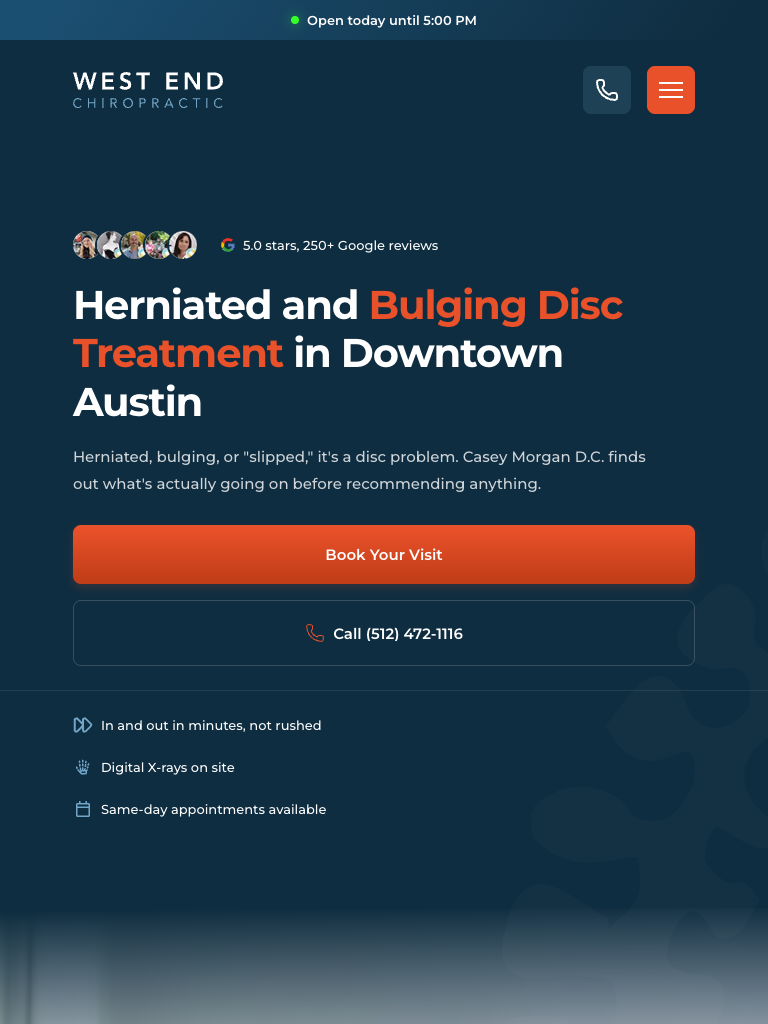 Open today until 5:00 PM
WEST END
CHIROPRACTIC
5.0 stars, 250+ Google reviews
Herniated and Bulging Disc
Treatment in Downtown
Austin
Herniated, bulging, or "slipped," it's a disc problem. Casey Morgan D.C. finds
out what's actually going on before recommending anything.
Book Your Visit
Call (512) 472-1116
In and out in minutes, not rushed
Digital X-rays on site
Same-day appointments available